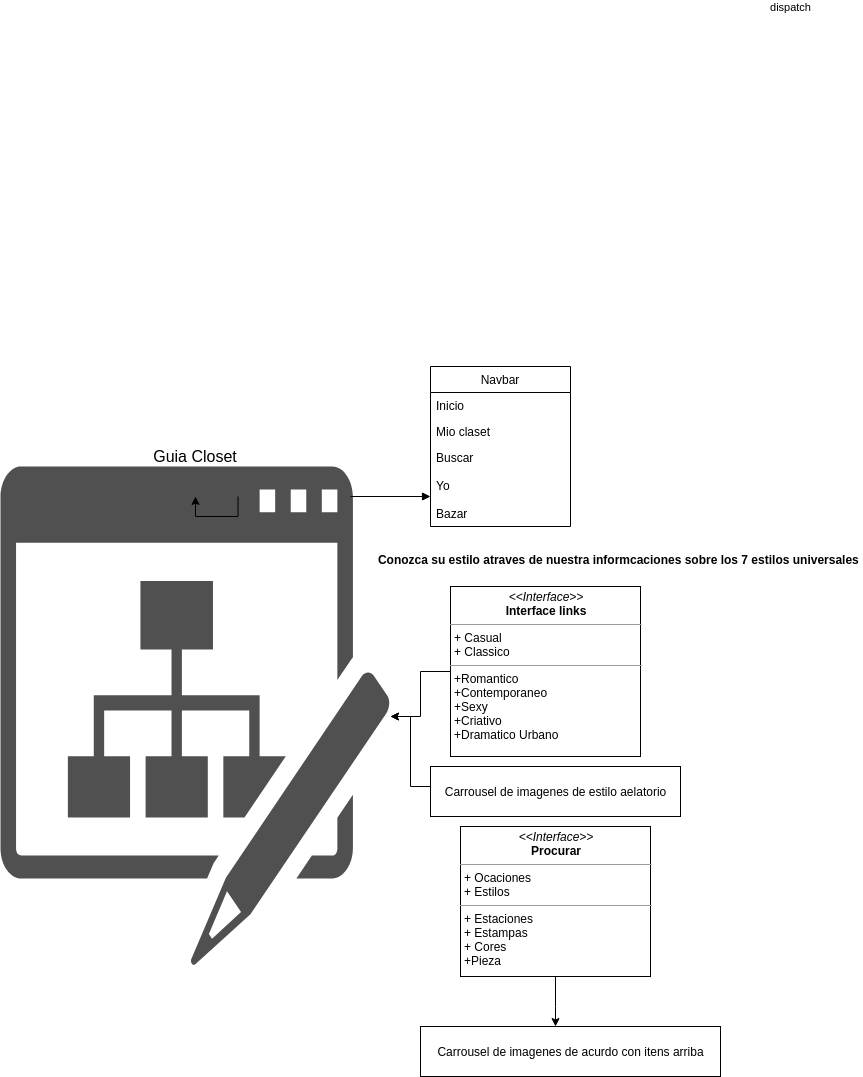 dispatch
Navbar
Inicio
Mio claset
Buscar
Yo
Bazar
Guia Closet
Conozca su estilo atraves de nuestra informcaciones sobre los 7 estilos universales
<<Interface>>
Interface links
+ Casual
+ Classico
+Romantico
+Contemporaneo
+Sexy
+Criativo
+Dramatico Urbano
Carrousel de imagenes de estilo aelatorio
<<Interface>>
Procurar
+ Ocaciones
+ Estilos
+ Estaciones
+ Estampas
+ Cores
+Pieza
Carrousel de imagenes de acurdo con itens arriba